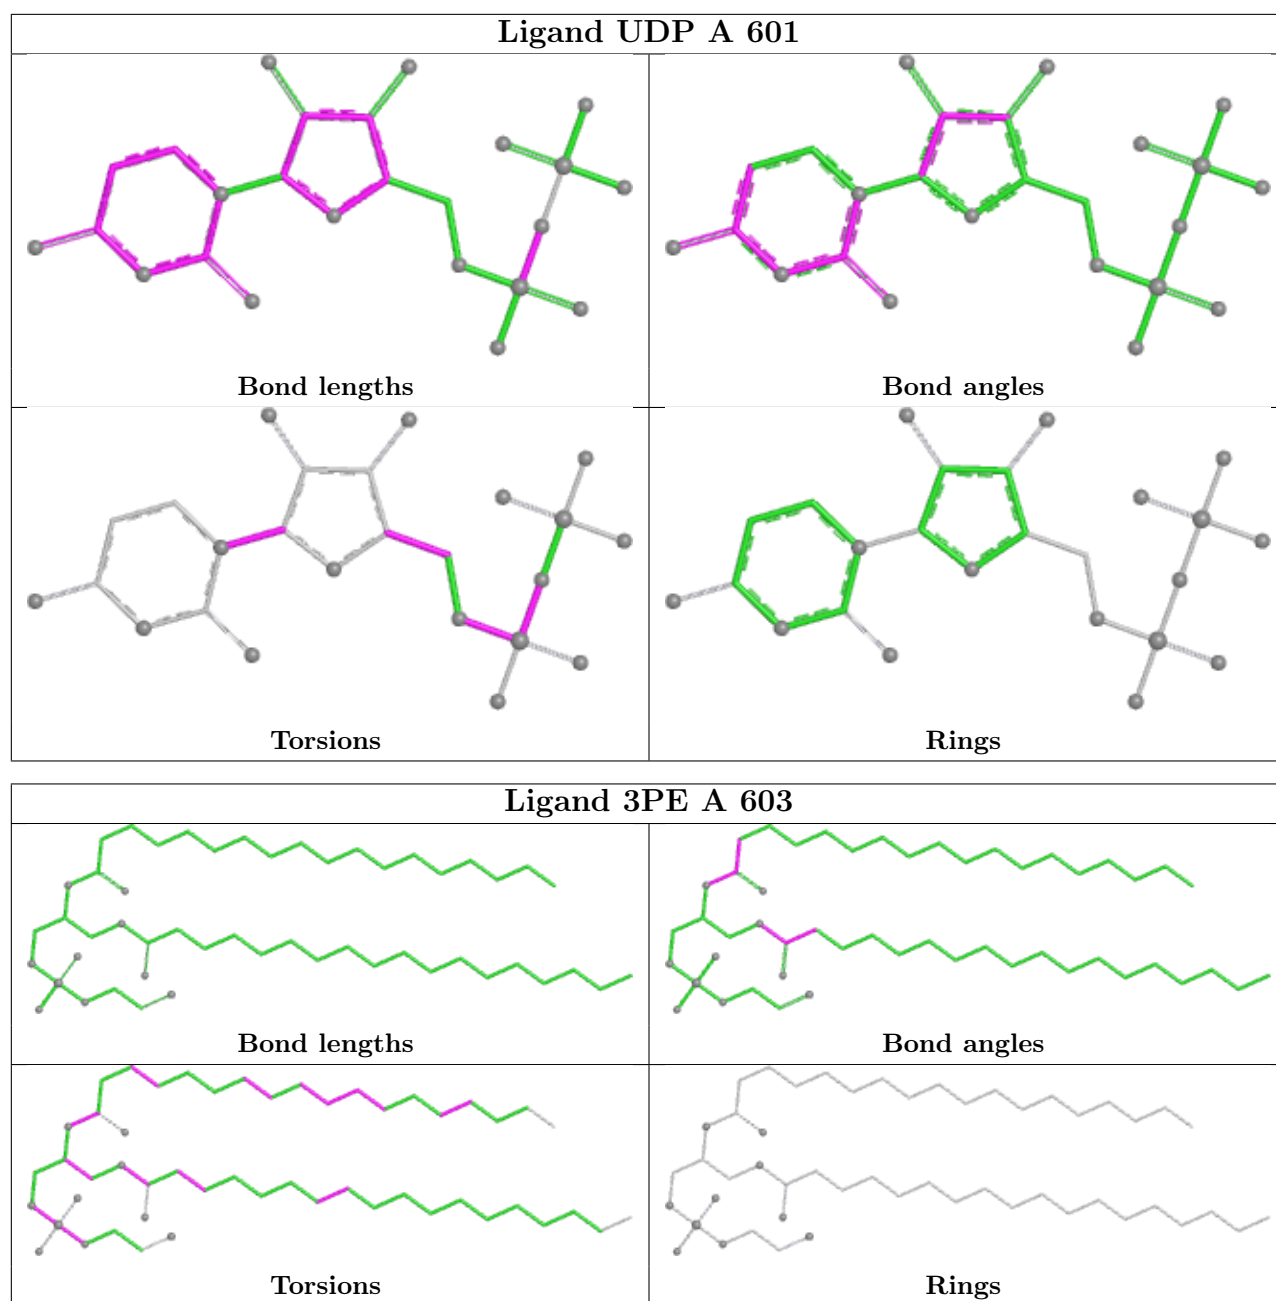 Ligand UDP A 601
Bond lengths
Bond angles
Torsions
Rings
Ligand 3PE A 603
Bond lengths
Bond angles
Torsions
Rings